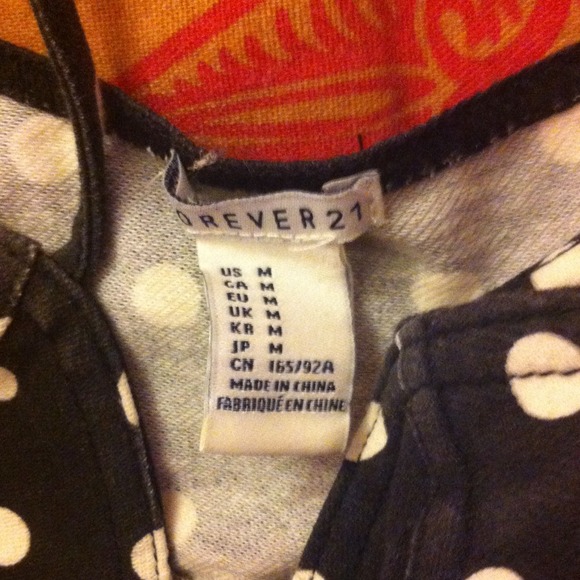 OREVER 21
US M
CA M
EU M
UK M
KR M
JP M
CN 165/92A
MADE IN CHINA
FABRIQUÉ EN CHINE